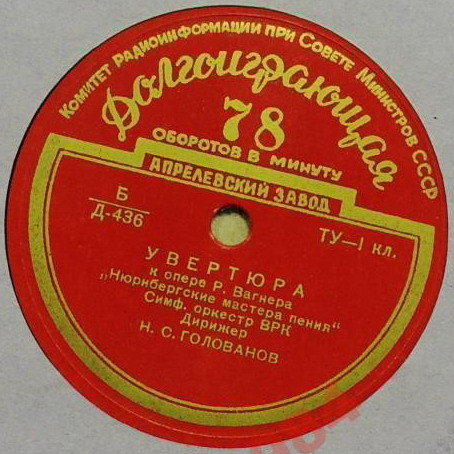 Комитет Радиоинформации при Совете Министров СССР
Долгоиграющая
78
оборотов в минуту
АПРЕЛЕВСКИЙ ЗАВОД
Б
Д-436
ТУ—I кл.
УВЕРТЮРА
к опере Р. Вагнера
„Нюрибергские мастера пения“
Симф. оркестр ВРК
Дирижер
Н. С. ГОЛОВАНОВ